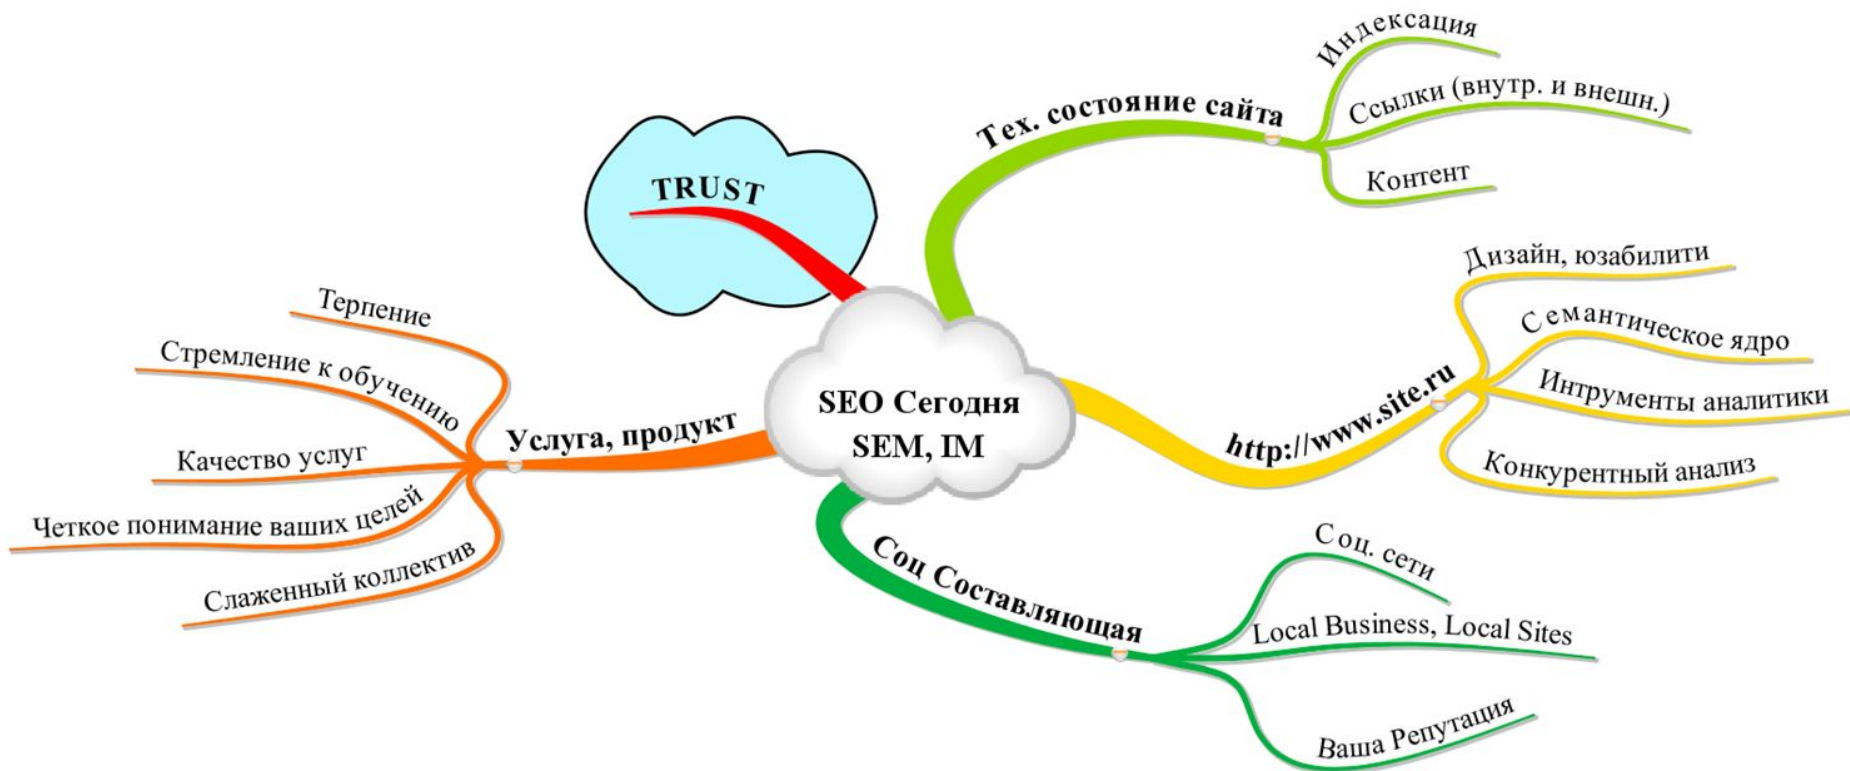 SEO Сегодня
SEM, IM
TRUST
Тех. состояние сайта
Индексация
Ссылки (внутр. и внешн.)
Контент
http://www.site.ru
Дизайн, юзабилити
Семантическое ядро
Интрументы аналитики
Конкурентный анализ
Соц Составляющая
Соц. сети
Local Business, Local Sites
Ваша Репутация
Услуга, продукт
Терпение
Стремление к обучению
Качество услуг
Четкое понимание ваших целей
Слаженный коллектив